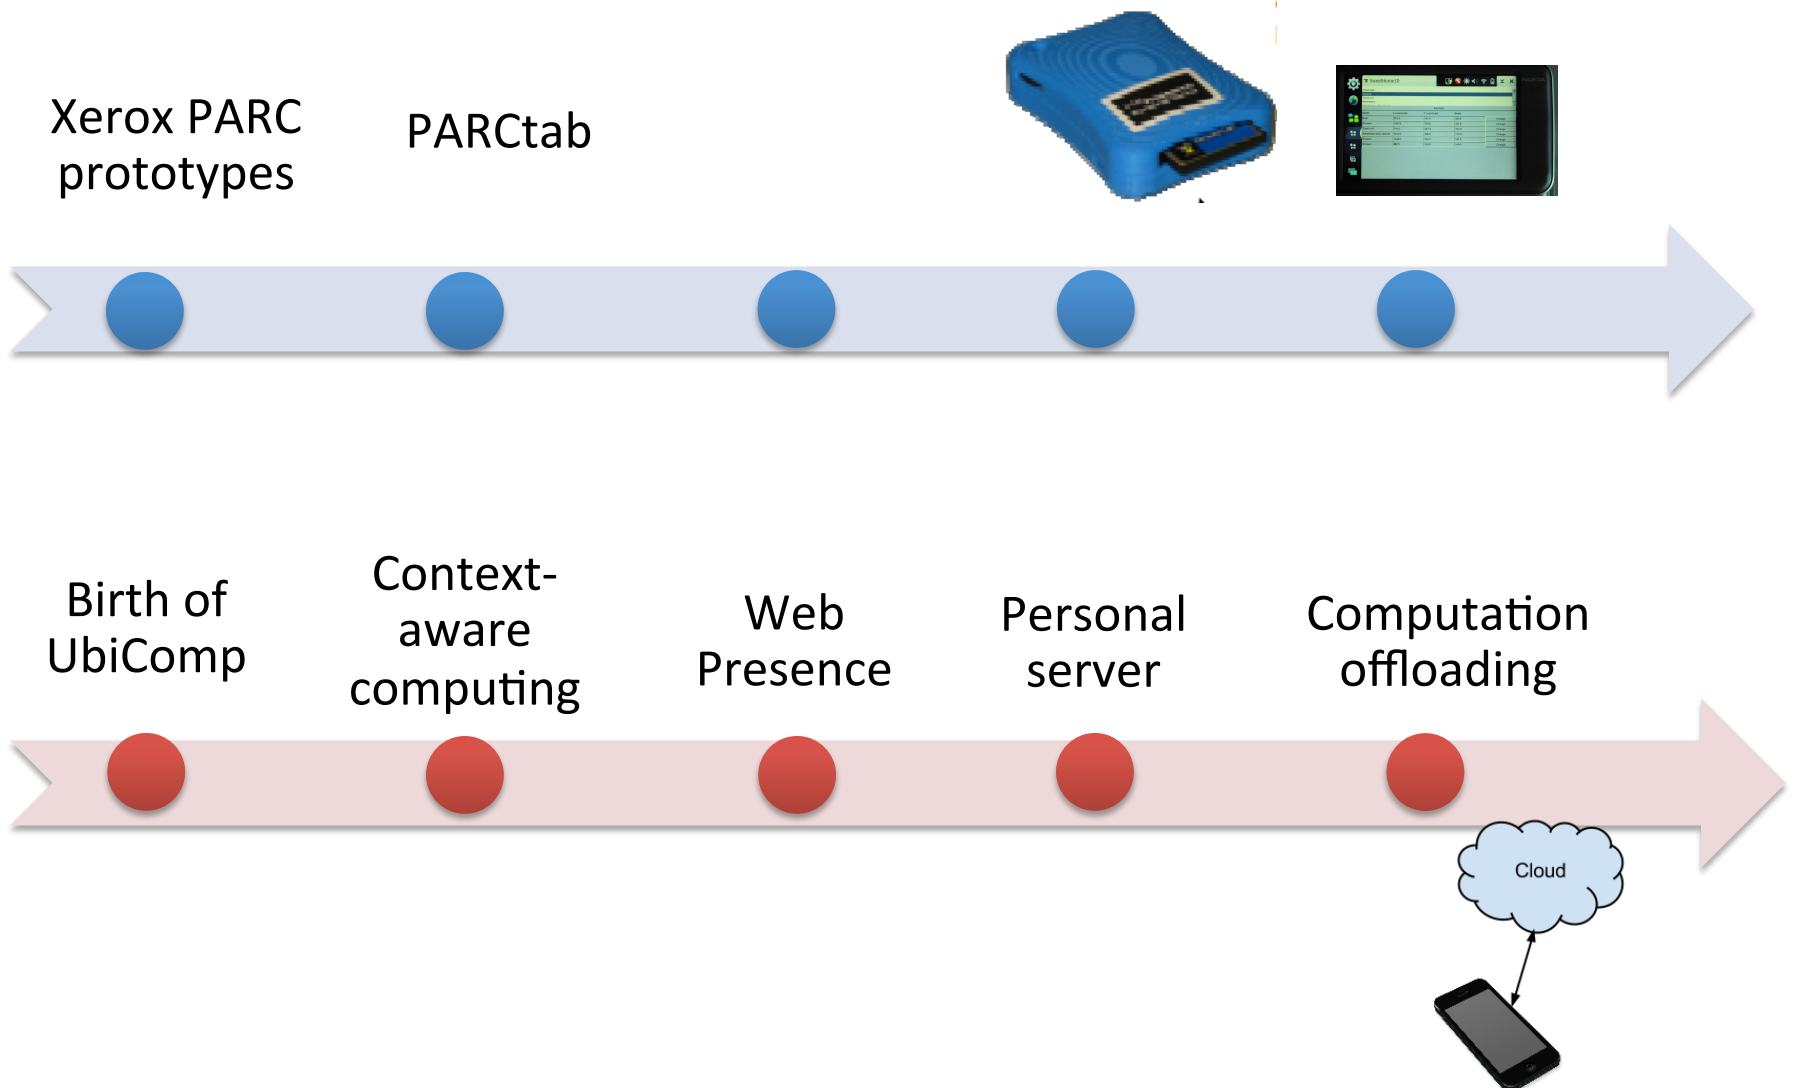 Xerox PARC
prototypes
PARCtab
Birth of
UbiComp
Context-
aware
computing
Web
Presence
Personal
server
Computation
offloading
Cloud